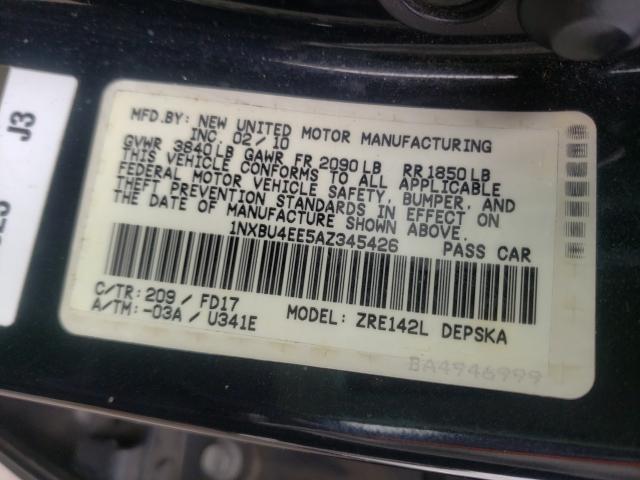 MFD.BY: NEW UNITED MOTOR MANUFACTURING
INC. 02/10
GVWR 3840LB GAWR FR 2090LB RR 1850LB
THIS VEHICLE CONFORMS TO ALL APPLICABLE
FEDERAL MOTOR VEHICLE SAFETY, BUMPER, AND
THEFT PREVENTION STANDARDS IN EFFECT ON
THE DATE OF MANUFACTURE SHOWN ABOVE.
1NXBU4EE5AZ345426 PASS CAR
C/TR: 209 / FD17
A/TM: -03A / U341E
MODEL: ZRE142L DEPSKA
BA4946999
J3